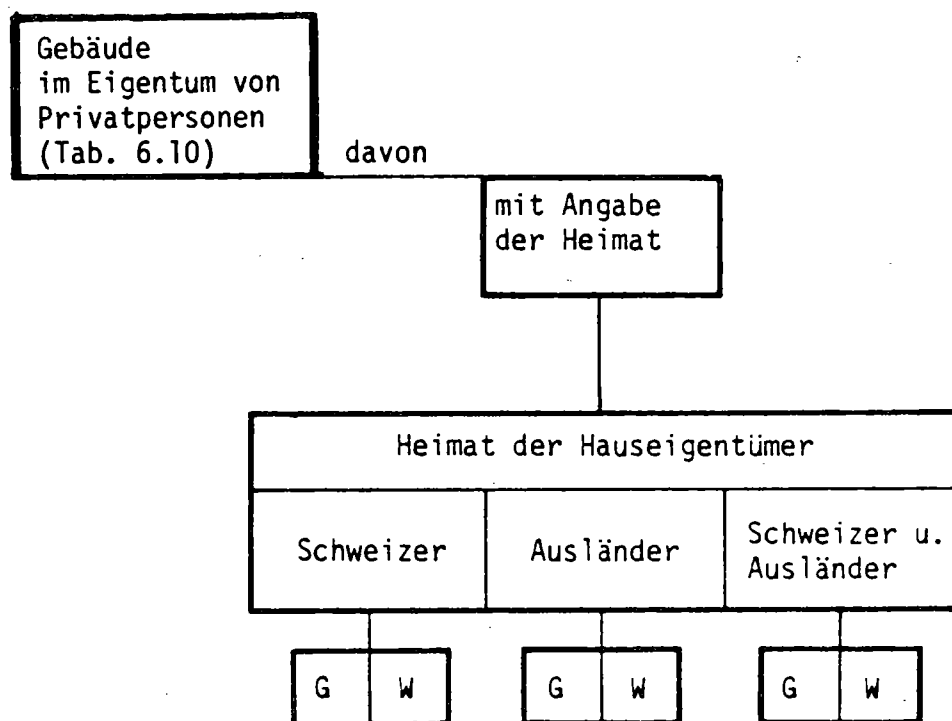 Gebäude
im Eigentum von
Privatpersonen
(Tab. 6.10)
davon
mit Angabe
der Heimat
Heimat der Hauseigentümer
Schweizer
Ausländer
Schweizer u.
Ausländer
G W
G W
G W